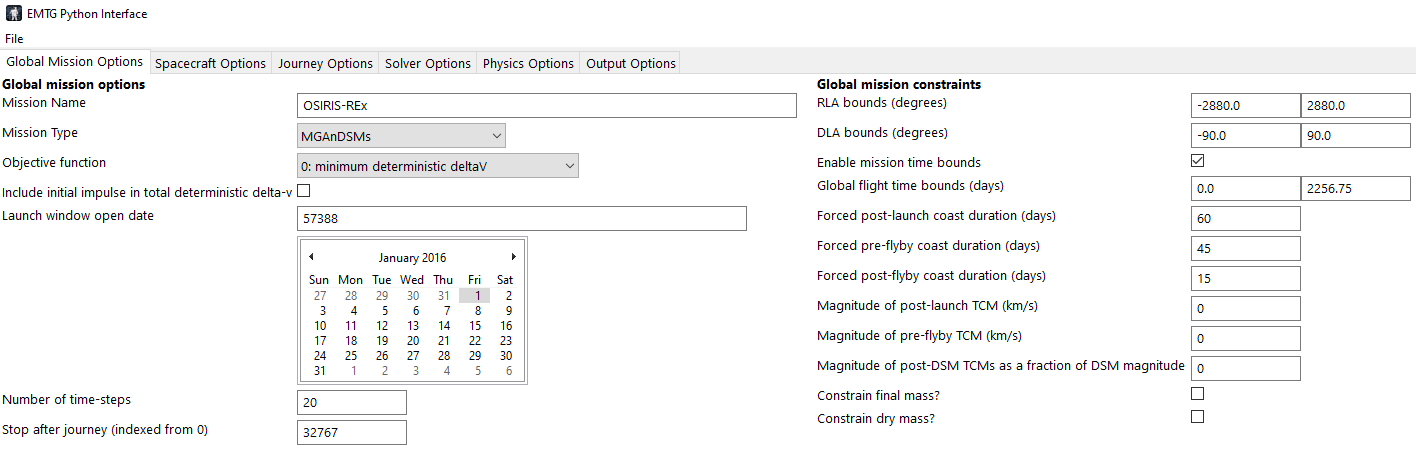 EMTG Python Interface
File
Global Mission Options Spacecraft Options Journey Options Solver Options Physics Options Output Options
Global mission options
Mission Name OSIRIS-REx
Mission Type MGAnDSMs
Objective function 0: minimum deterministic deltaV
Include initial impulse in total deterministic delta-v
Launch window open date 57388
January 2016
Sun Mon Tue Wed Thu Fri Sat
27 28 29 30 31 1 2
3 4 5 6 7 8 9
10 11 12 13 14 15 16
17 18 19 20 21 22 23
24 25 26 27 28 29 30
31 1 2 3 4 5 6
Number of time-steps 20
Stop after journey (indexed from 0) 32767
Global mission constraints
RLA bounds (degrees) -2880.0 2880.0
DLA bounds (degrees) -90.0 90.0
Enable mission time bounds
Global flight time bounds (days) 0.0 2256.75
Forced post-launch coast duration (days) 60
Forced pre-flyby coast duration (days) 45
Forced post-flyby coast duration (days) 15
Magnitude of post-launch TCM (km/s) 0
Magnitude of pre-flyby TCM (km/s) 0
Magnitude of post-DSM TCMs as a fraction of DSM magnitude 0
Constrain final mass?
Constrain dry mass?